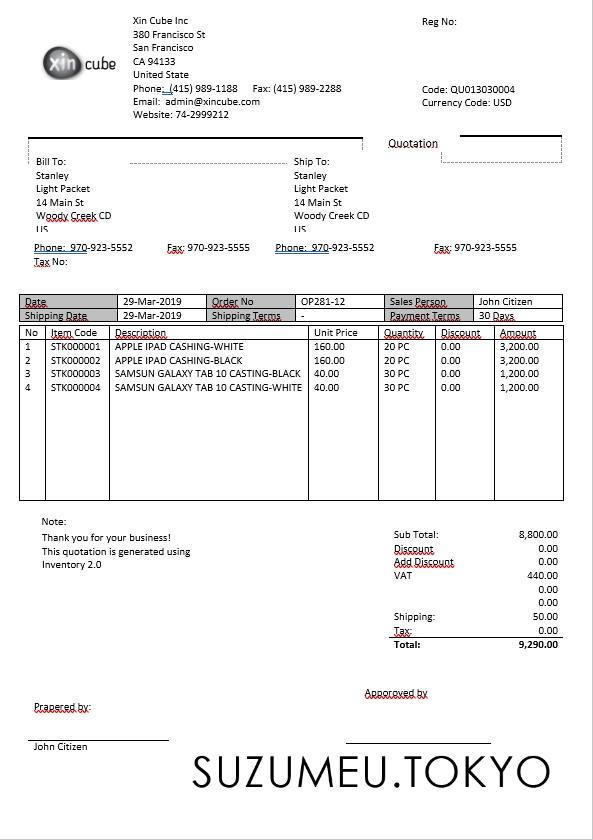 Xin Cube Inc
380 Francisco St
San Francisco
CA 94133
United State
Phone: (415) 989-1188 Fax: (415) 989-2288
Email: admin@xincube.com
Website: 74-2999212
Reg No:
Code: QU013030004
Currency Code: USD
xin cube
Quotation
Bill To:
Stanley
Light Packet
14 Main St
Woody Creek CD
US
Phone: 970-923-5552 Fax: 970-923-5555
Tax No:
Ship To:
Stanley
Light Packet
14 Main St
Woody Creek CD
US
Phone: 970-923-5552 Fax: 970-923-5555
Date 29-Mar-2019 Order No OP281-12 Sales Person John Citizen
Shipping Date 29-Mar-2019 Shipping Terms - Payment Terms 30 Days
No Item Code Description Unit Price Quantity Discount Amount
1 STK000001 APPLE IPAD CASHING-WHITE 160.00 20 PC 0.00 3,200.00
2 STK000002 APPLE IPAD CASHING-BLACK 160.00 20 PC 0.00 3,200.00
3 STK000003 SAMSUN GALAXY TAB 10 CASTING-BLACK 40.00 30 PC 0.00 1,200.00
4 STK000004 SAMSUN GALAXY TAB 10 CASTING-WHITE 40.00 30 PC 0.00 1,200.00
Note:
Thank you for your business!
This quotation is generated using
Inventory 2.0
Sub Total: 8,800.00
Discount 0.00
Add Discount 0.00
VAT 440.00
0.00
0.00
Shipping: 50.00
Tax: 0.00
Total: 9,290.00
Prapered by:
Apporoved by
John Citizen
SUZUMEU.TOKYO